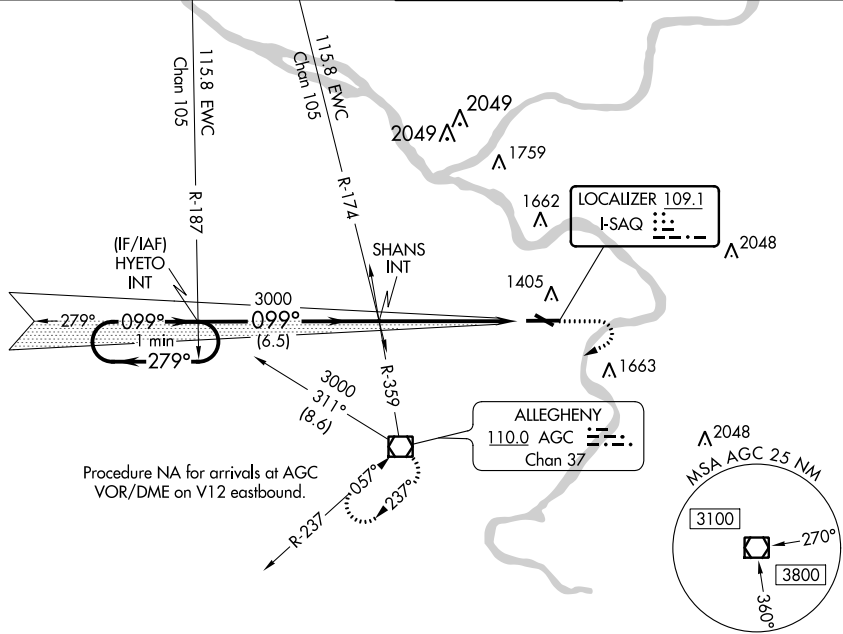 115.8 EWC
Chan 105
R-187
115.8 EWC
Chan 105
R-174
2049
2049
1759
1662
LOCALIZER 109.1
I-SAQ
2048
(IF/IAF)
HYETO
INT
SHANS
INT
1405
3000
279°
099°
099°
1 min
(6.5)
279°
1663
R-359
3000
311°
(8.6)
ALLEGHENY
110.0 AGC
Chan 37
2048
Procedure NA for arrivals at AGC
VOR/DME on V12 eastbound.
057°
237°
R-237
MSA AGC 25 NM
3100
270°
3800
360°